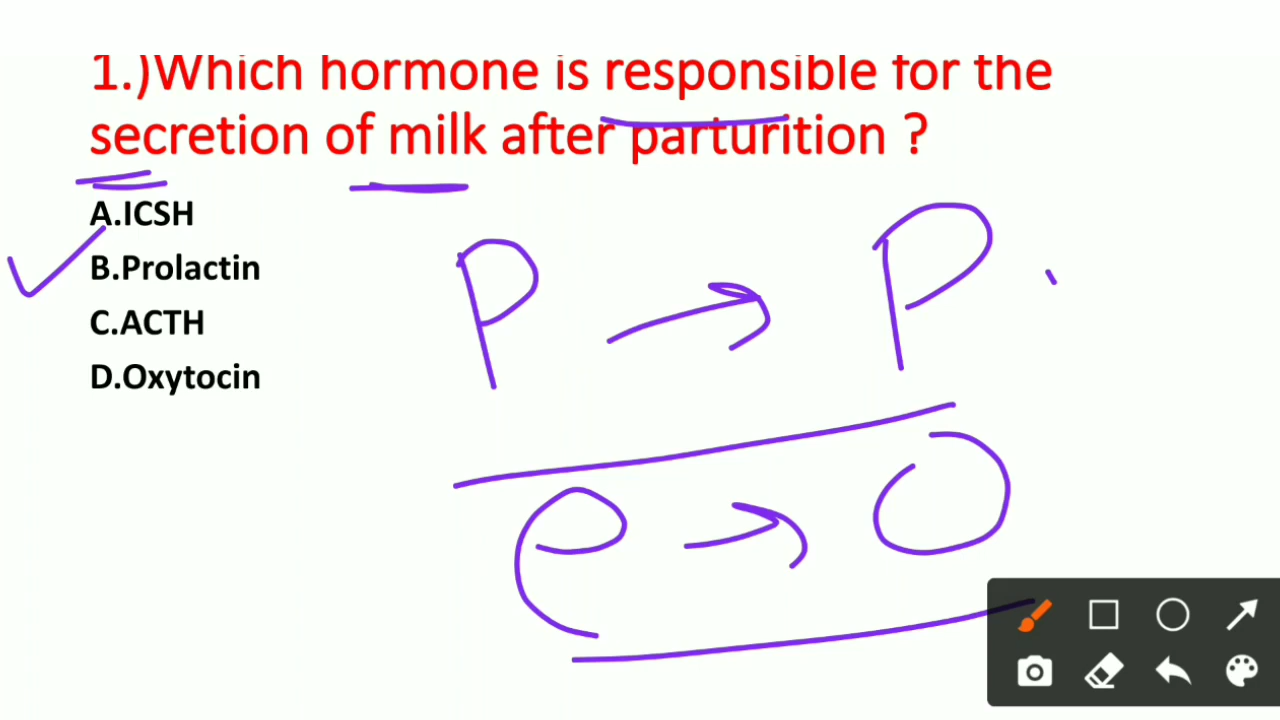 1.)Which hormone is responsible for the
secretion of milk after parturition ?
A.ICSH
B.Prolactin
C.ACTH
D.Oxytocin
P → P
e → O